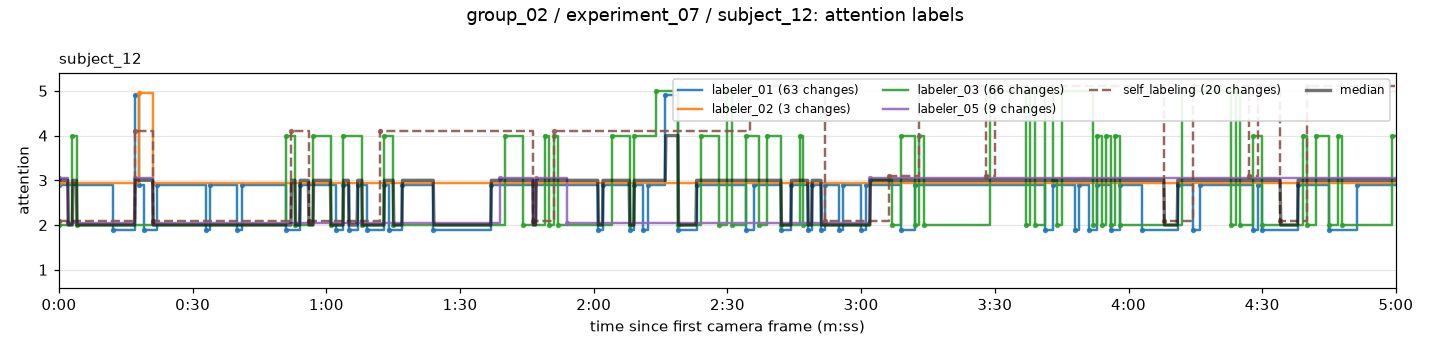 group_02 / experiment_07 / subject_12: attention labels
subject_12
labeler_01 (63 changes)
labeler_02 (3 changes)
labeler_03 (66 changes)
labeler_05 (9 changes)
self_labeling (20 changes)
median
attention
5
4
3
2
1
0:00 0:30 1:00 1:30 2:00 2:30 3:00 3:30 4:00 4:30 5:00
time since first camera frame (m:ss)